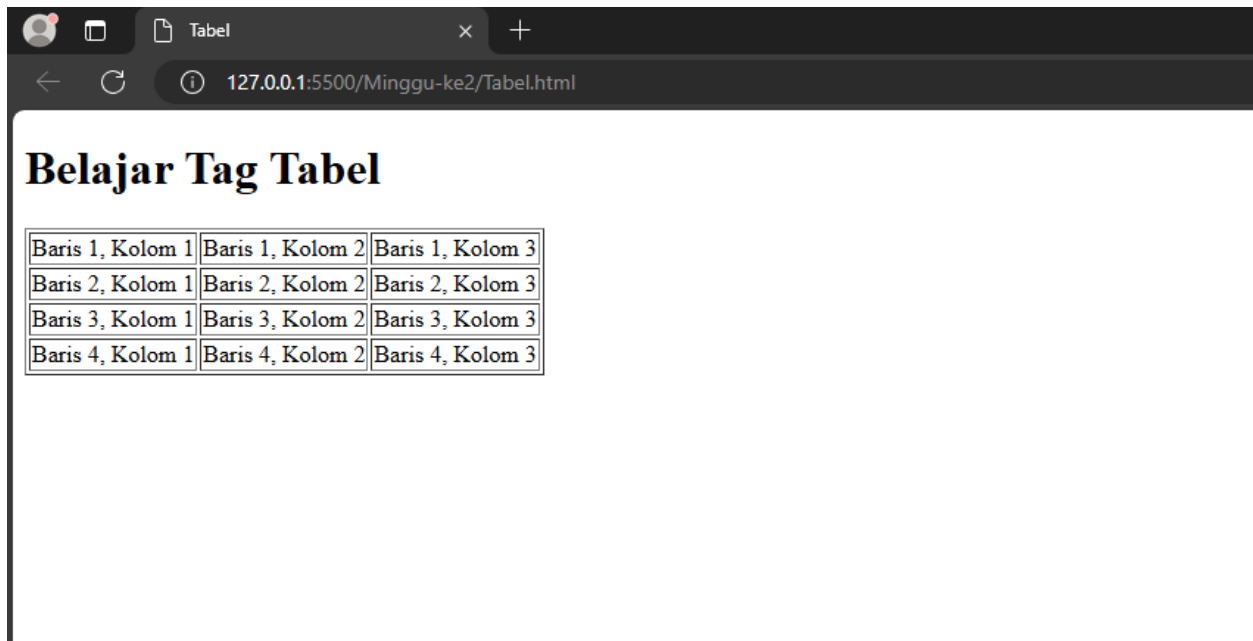 Tabel
127.0.0.1:5500/Minggu-ke2/Tabel.html
Belajar Tag Tabel
Baris 1, Kolom 1 Baris 1, Kolom 2 Baris 1, Kolom 3
Baris 2, Kolom 1 Baris 2, Kolom 2 Baris 2, Kolom 3
Baris 3, Kolom 1 Baris 3, Kolom 2 Baris 3, Kolom 3
Baris 4, Kolom 1 Baris 4, Kolom 2 Baris 4, Kolom 3